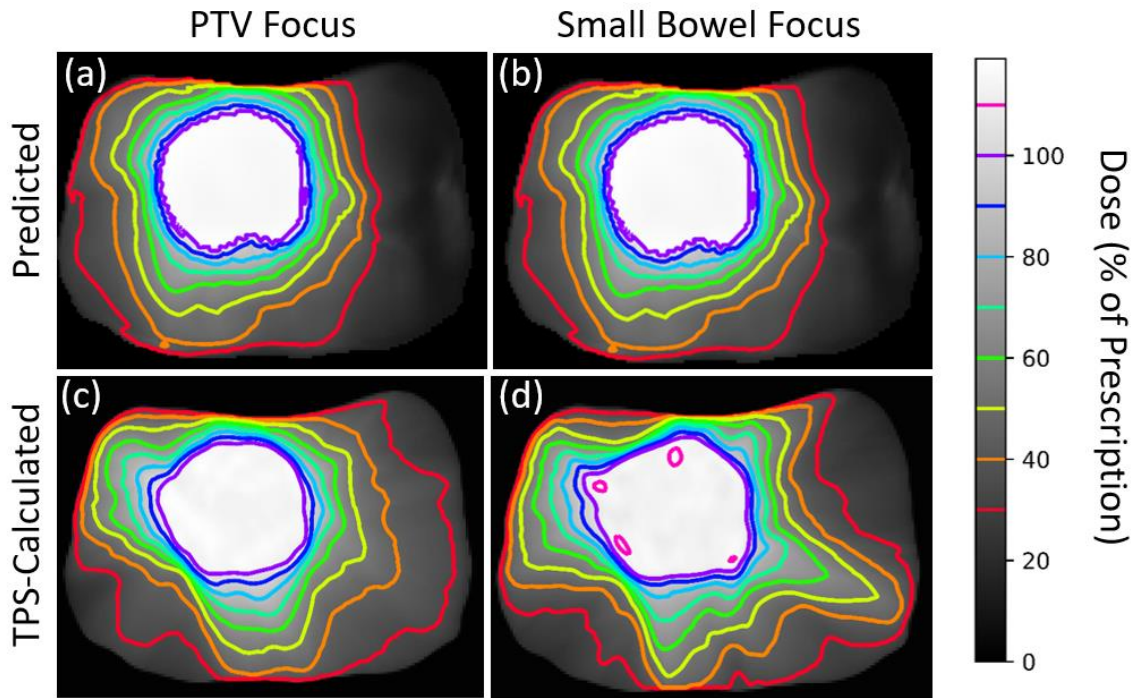 PTV Focus
Small Bowel Focus
Predicted
(a)
(b)
TPS-Calculated
(c)
(d)
100
80
60
40
20
0
Dose (% of Prescription)